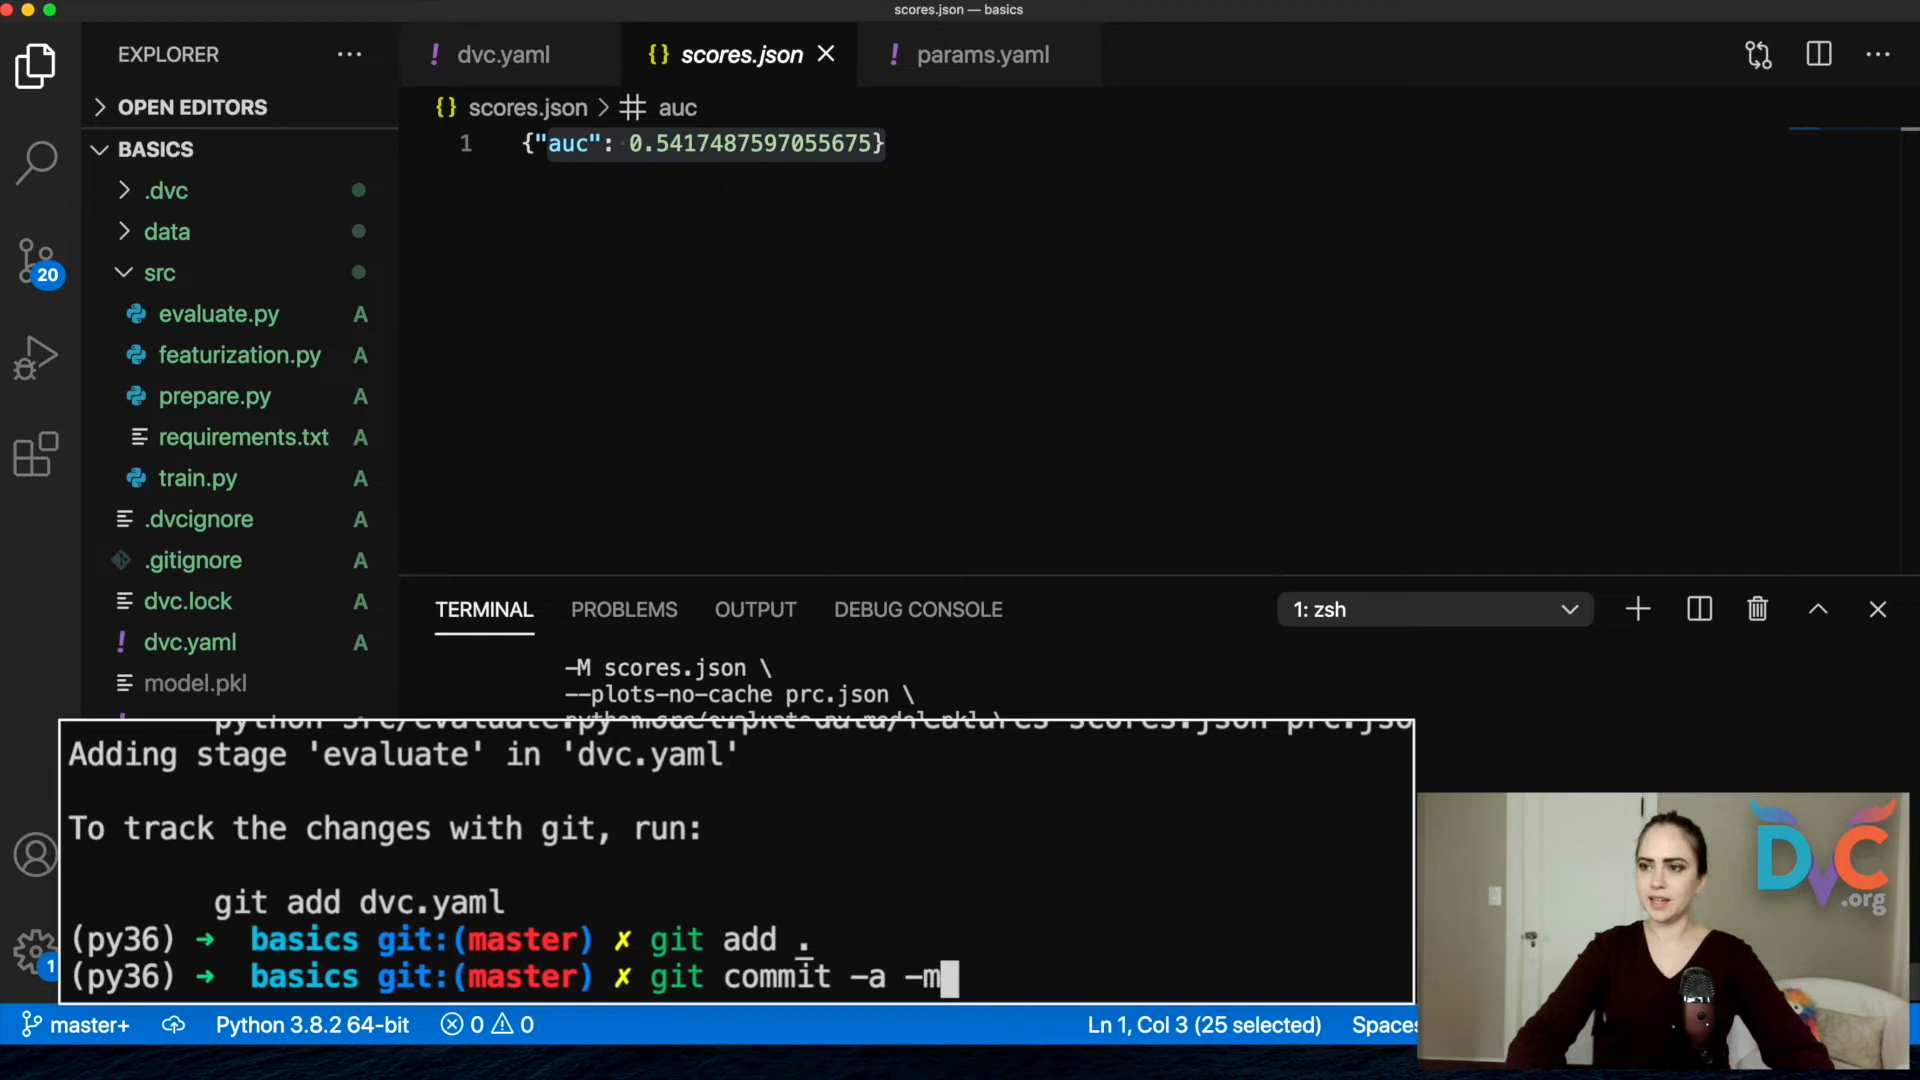 scores.json — basics
EXPLORER
dvc.yaml
{} scores.json
params.yaml
OPEN EDITORS
{} scores.json > # auc
BASICS
1 {"auc": 0.5417487597055675}
.dvc
data
20
src
evaluate.py A
featurization.py A
prepare.py A
requirements.txt A
train.py A
.dvcignore A
.gitignore A
dvc.lock A
dvc.yaml A
model.pkl
TERMINAL PROBLEMS OUTPUT DEBUG CONSOLE 1: zsh
-M scores.json \
--plots-no-cache prc.json \
Adding stage 'evaluate' in 'dvc.yaml'
To track the changes with git, run:
git add dvc.yaml
(py36) → basics git:(master) ✗ git add .
(py36) → basics git:(master) ✗ git commit -a -m
1
DVC
.org
master+ Python 3.8.2 64-bit 0 0 Ln 1, Col 3 (25 selected) Spaces